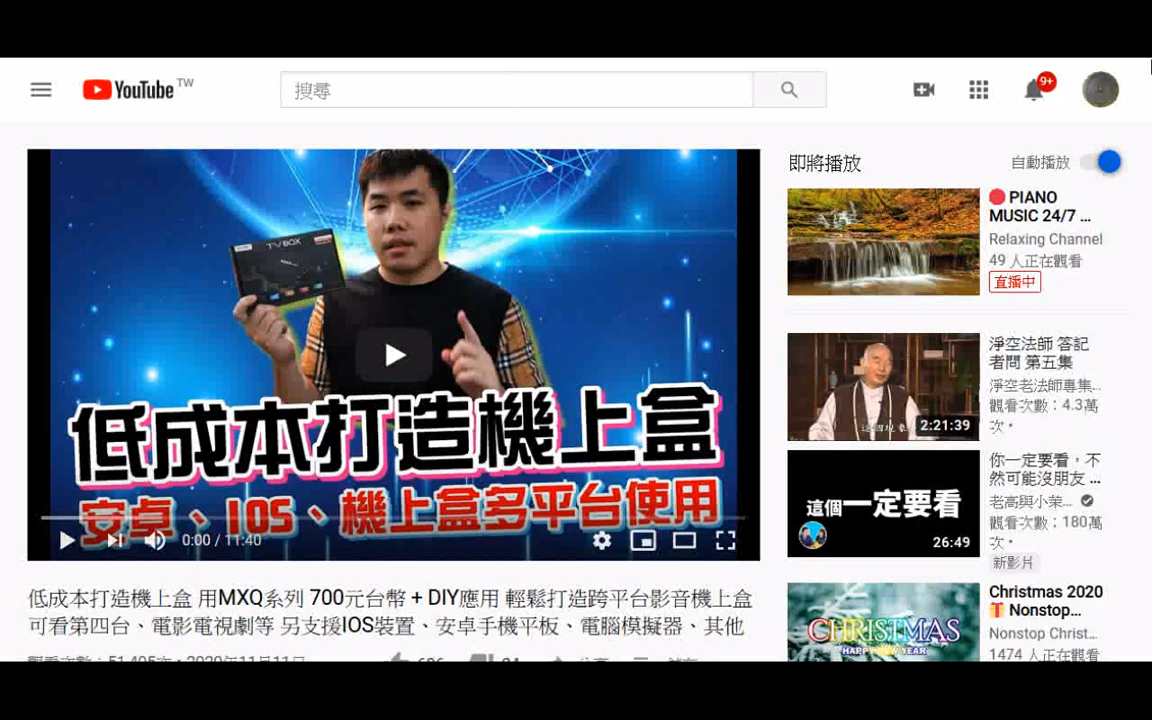 YouTube TW
搜尋
9+
TV BOX
低成本打造機上盒
安卓、IOS、機上盒多平台使用
0:00 / 11:40
低成本打造機上盒 用MXQ系列 700元台幣 + DIY應用 輕鬆打造跨平台影音機上盒
可看第四台、電影電視劇等 另支援IOS裝置、安卓手機平板、電腦模擬器、其他
即將播放
自動播放
PIANO
MUSIC 24/7 ...
Relaxing Channel
49 人正在觀看
直播中
2:21:39
淨空法師 答記
者問 第五集
淨空老法師專集...
觀看次數：4.3萬
次。
這個一定要看
26:49
你一定要看，不
然可能沒朋友 ...
老高與小茉...
觀看次數：180萬
次。
新影片
CHRISTMAS
HAPPY NEW YEAR
Christmas 2020
Nonstop...
Nonstop Christ...
1474 人正在觀看